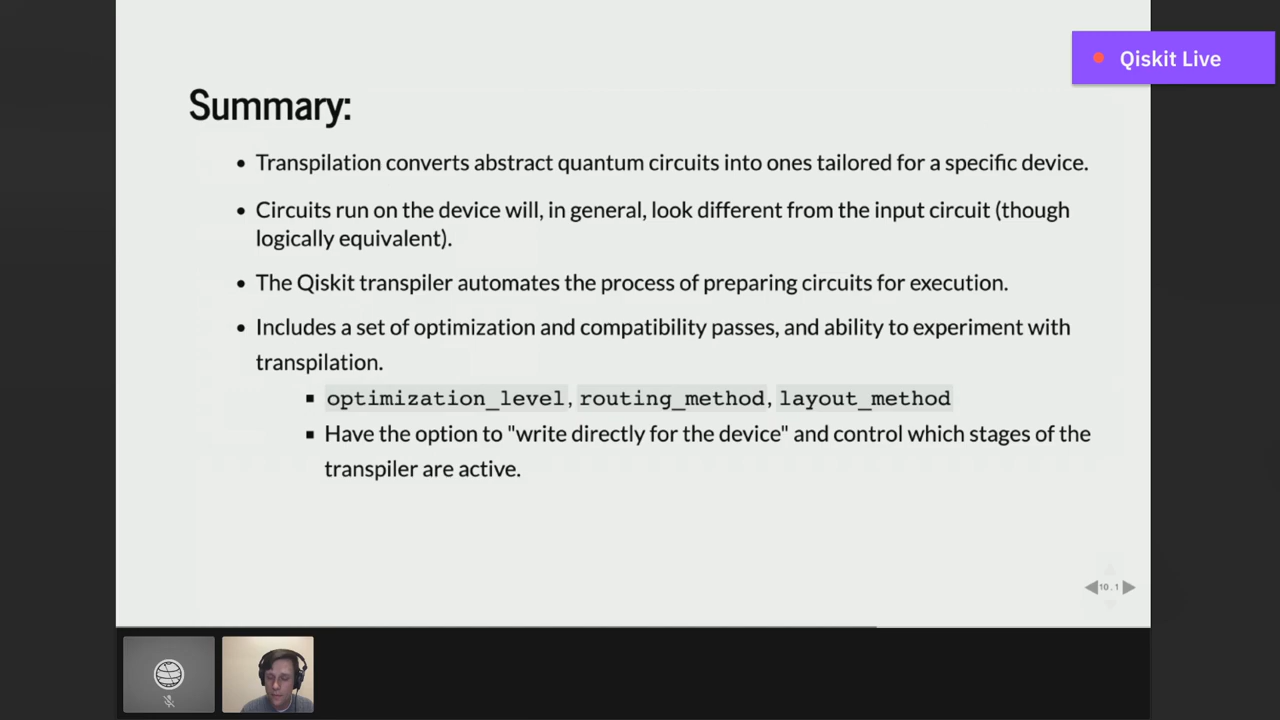 Qiskit Live
Summary:
• Transpilation converts abstract quantum circuits into ones tailored for a specific device.
• Circuits run on the device will, in general, look different from the input circuit (though
logically equivalent).
• The Qiskit transpiler automates the process of preparing circuits for execution.
• Includes a set of optimization and compatibility passes, and ability to experiment with
transpilation.
▪ optimization_level, routing_method, layout_method
▪ Have the option to "write directly for the device" and control which stages of the
transpiler are active.
10.1